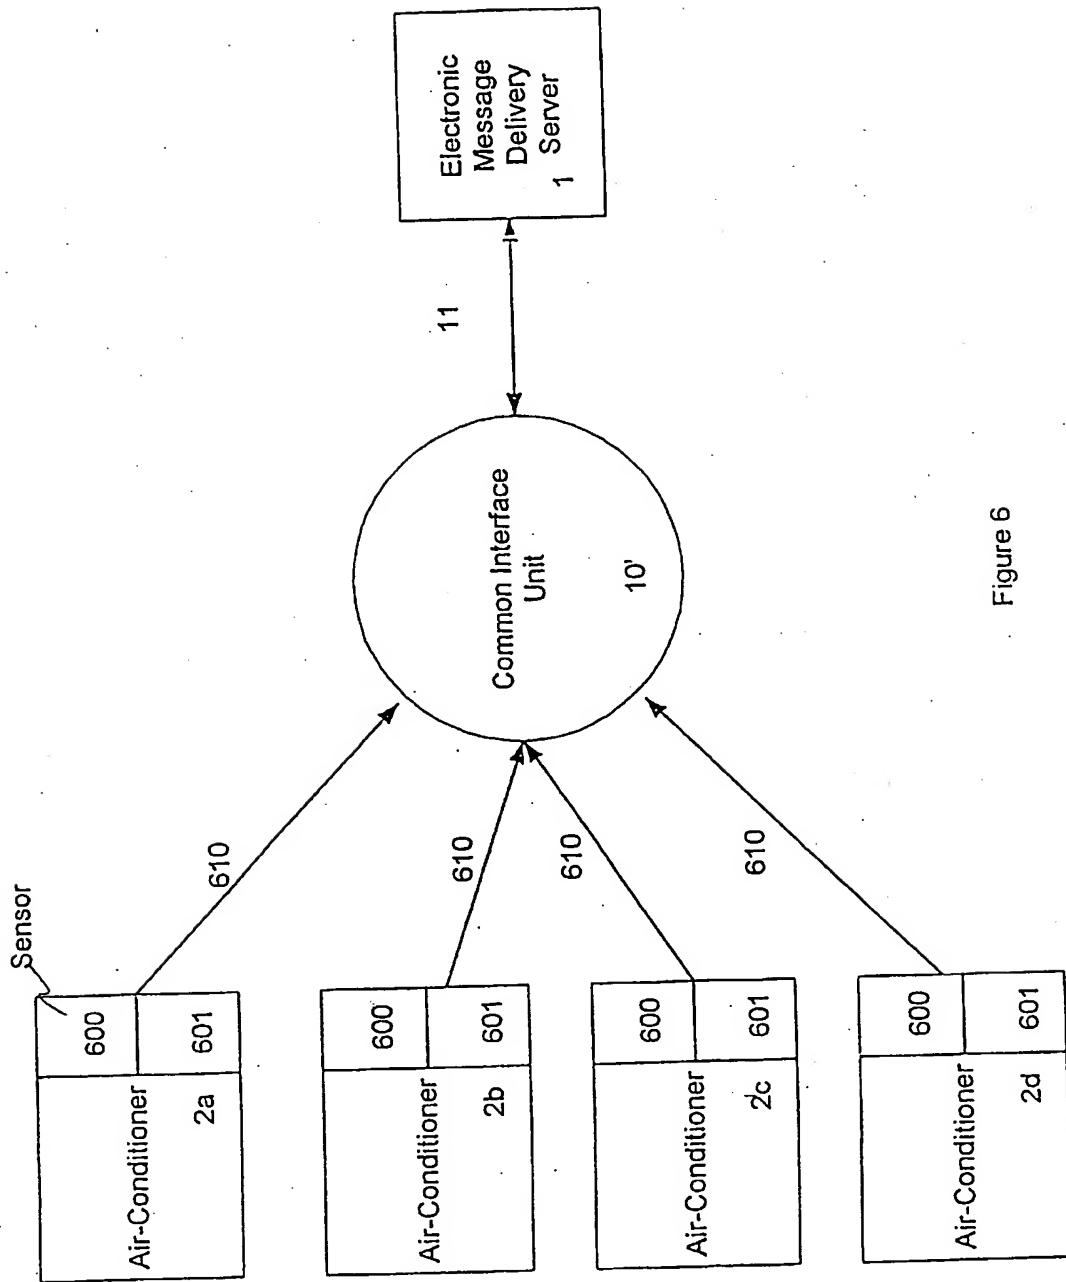 Sensor
600
601
Air-Conditioner
2a
610
600
601
Air-Conditioner
2b
610
600
601
Air-Conditioner
2c
610
600
601
Air-Conditioner
2d
610
Common Interface
Unit
10'
11
Electronic
Message
Delivery
Server
1
Figure 6